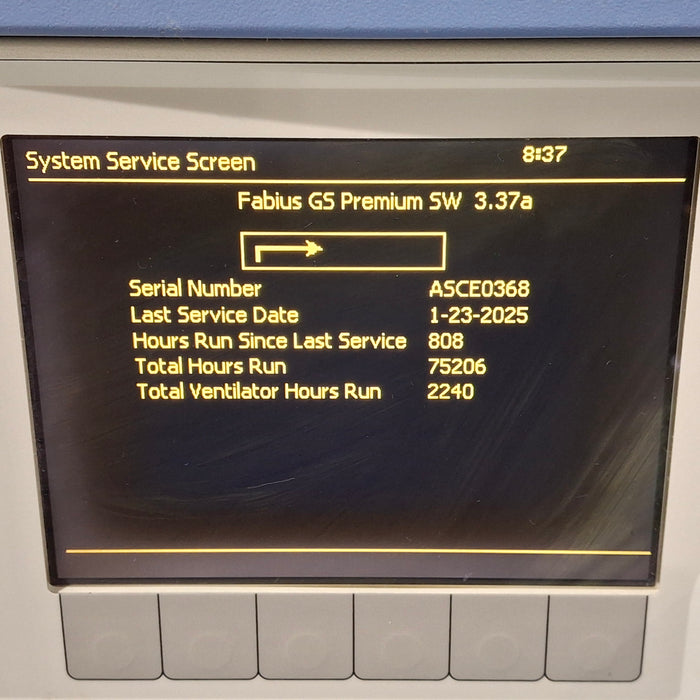 System Service Screen 8:37
Fabius GS Premium SW 3.37a
Serial Number ASCE0368
Last Service Date 1-23-2025
Hours Run Since Last Service 808
Total Hours Run 75206
Total Ventilator Hours Run 2240